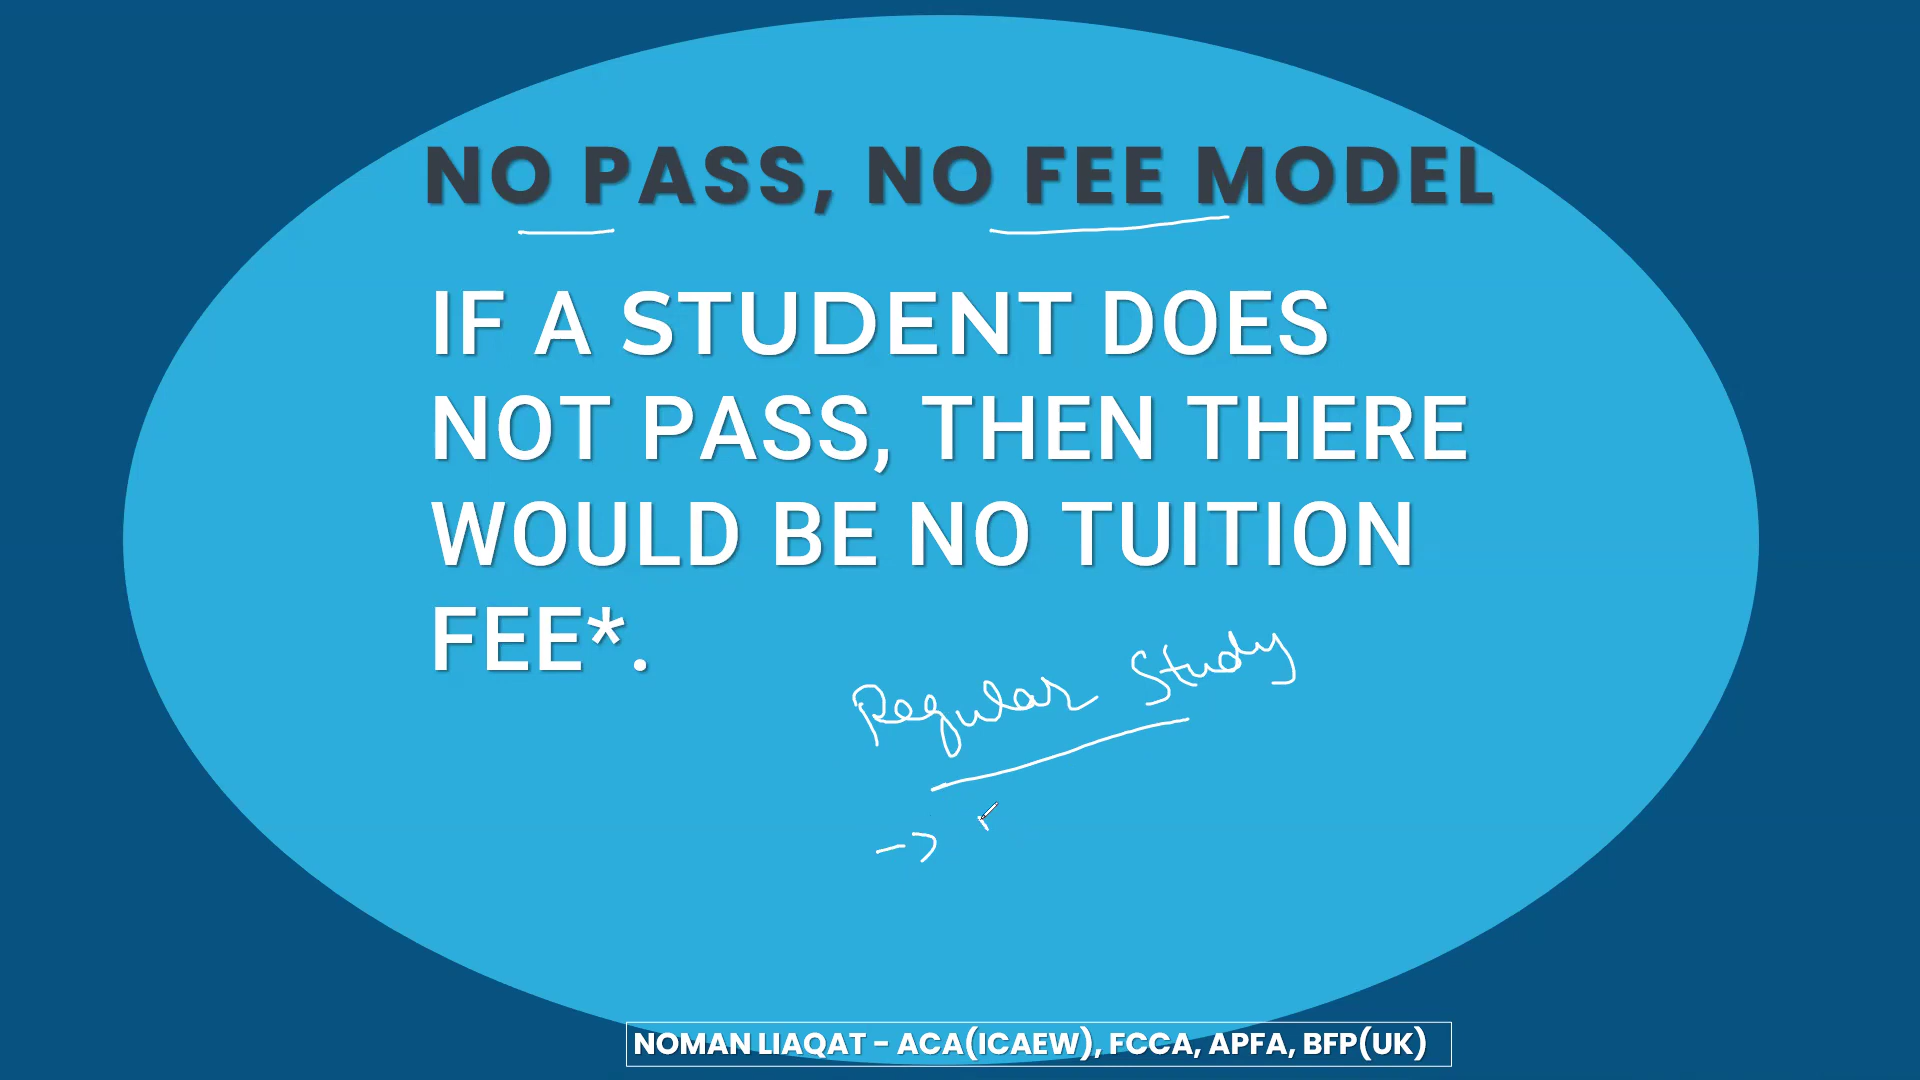 NO PASS, NO FEE MODEL
IF A STUDENT DOES
NOT PASS, THEN THERE
WOULD BE NO TUITION
FEE*.
Regular Study
→
NOMAN LIAQAT - ACA(ICAEW), FCCA, APFA, BFP(UK)